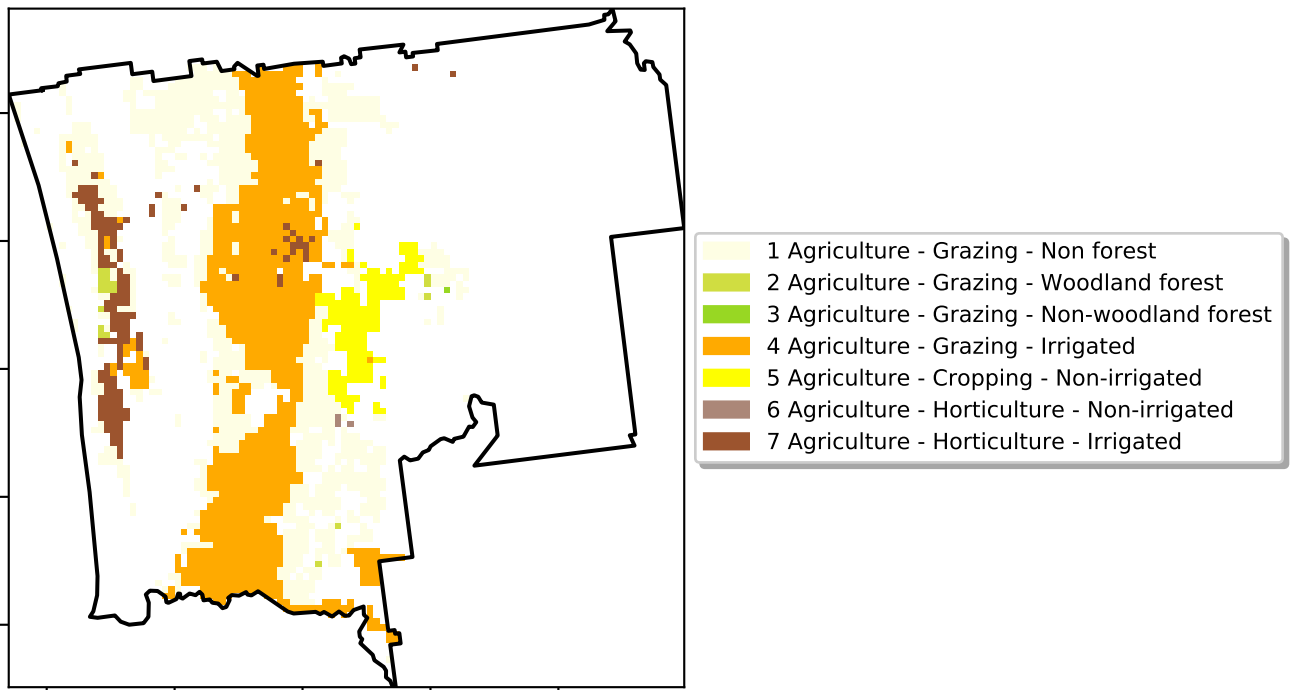 1 Agriculture - Grazing - Non forest
2 Agriculture - Grazing - Woodland forest
3 Agriculture - Grazing - Non-woodland forest
4 Agriculture - Grazing - Irrigated
5 Agriculture - Cropping - Non-irrigated
6 Agriculture - Horticulture - Non-irrigated
7 Agriculture - Horticulture - Irrigated